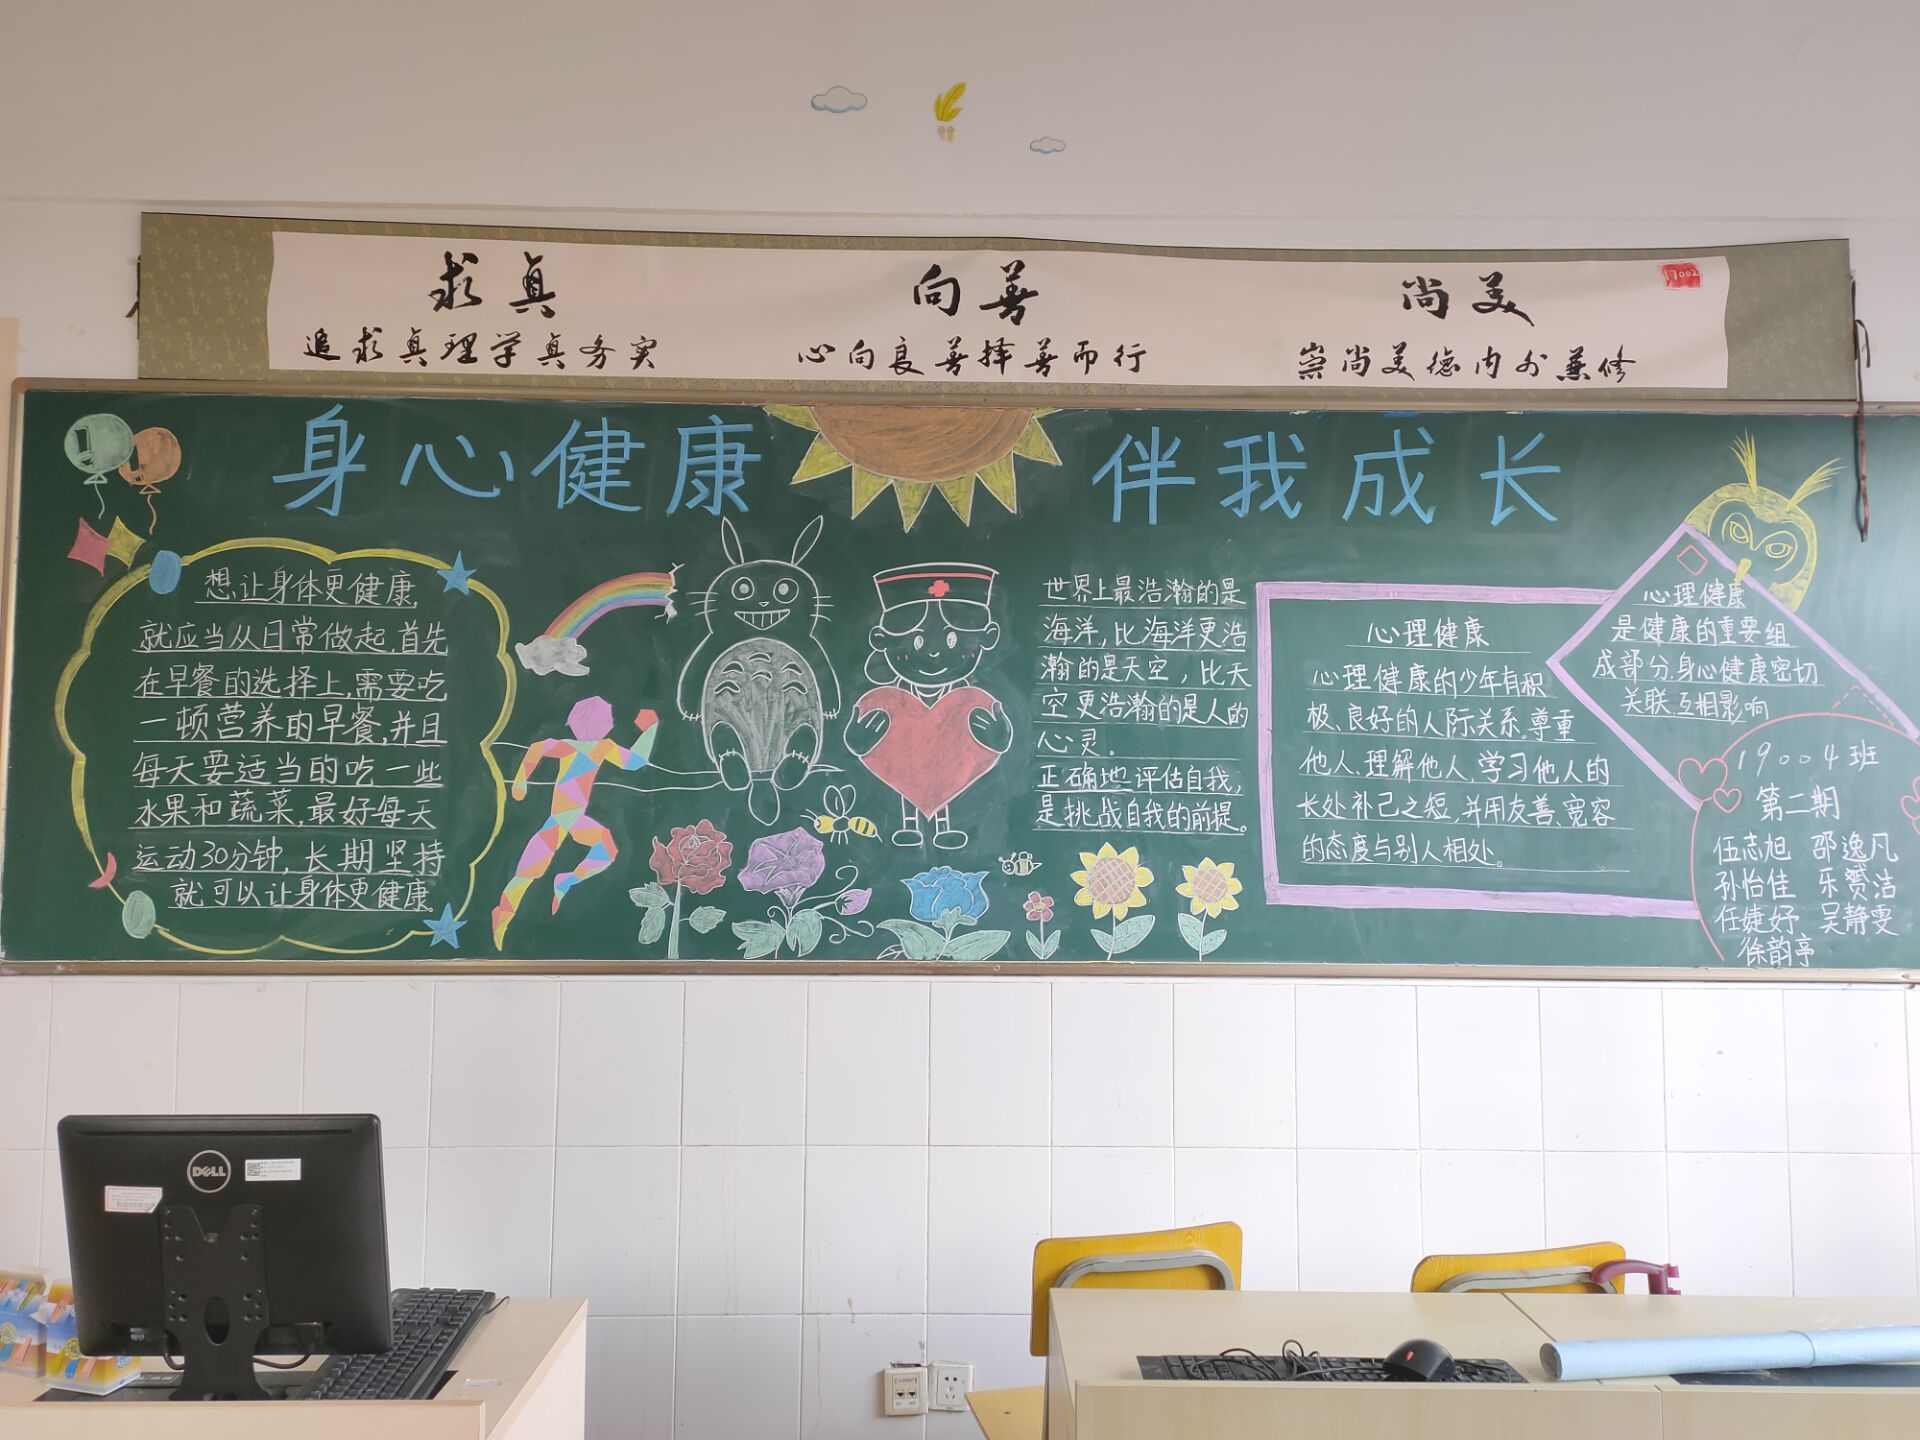 求真
追求真理学真务实
向善
心向良善择善而行
尚美
崇尚美德内外兼修
身心健康
伴我成长
想让身体更健康,
就应当从日常做起,首先
在早餐的选择上,需要吃
一顿营养的早餐,并且
每天要适当的吃一些
水果和蔬菜,最好每天
运动30分钟,长期坚持
就可以让身体更健康。
世界上最浩瀚的是
海洋,比海洋更浩
瀚的是天空,比天
空更浩瀚的是人的
心灵.
正确地评估自我,
是挑战自我的前提。
心理健康
心理健康的少年有积
极、良好的人际关系,尊重
他人、理解他人,学习他人的
长处补己之短,并用友善、宽容
的态度与别人相处。
心理健康
是健康的重要组
成部分,身心健康密切
关联,互相影响
19004班
第二期
伍志旭 邵逸凡
孙怡佳 乐赟洁
任婕妤 吴静雯
徐韵亭
DELL